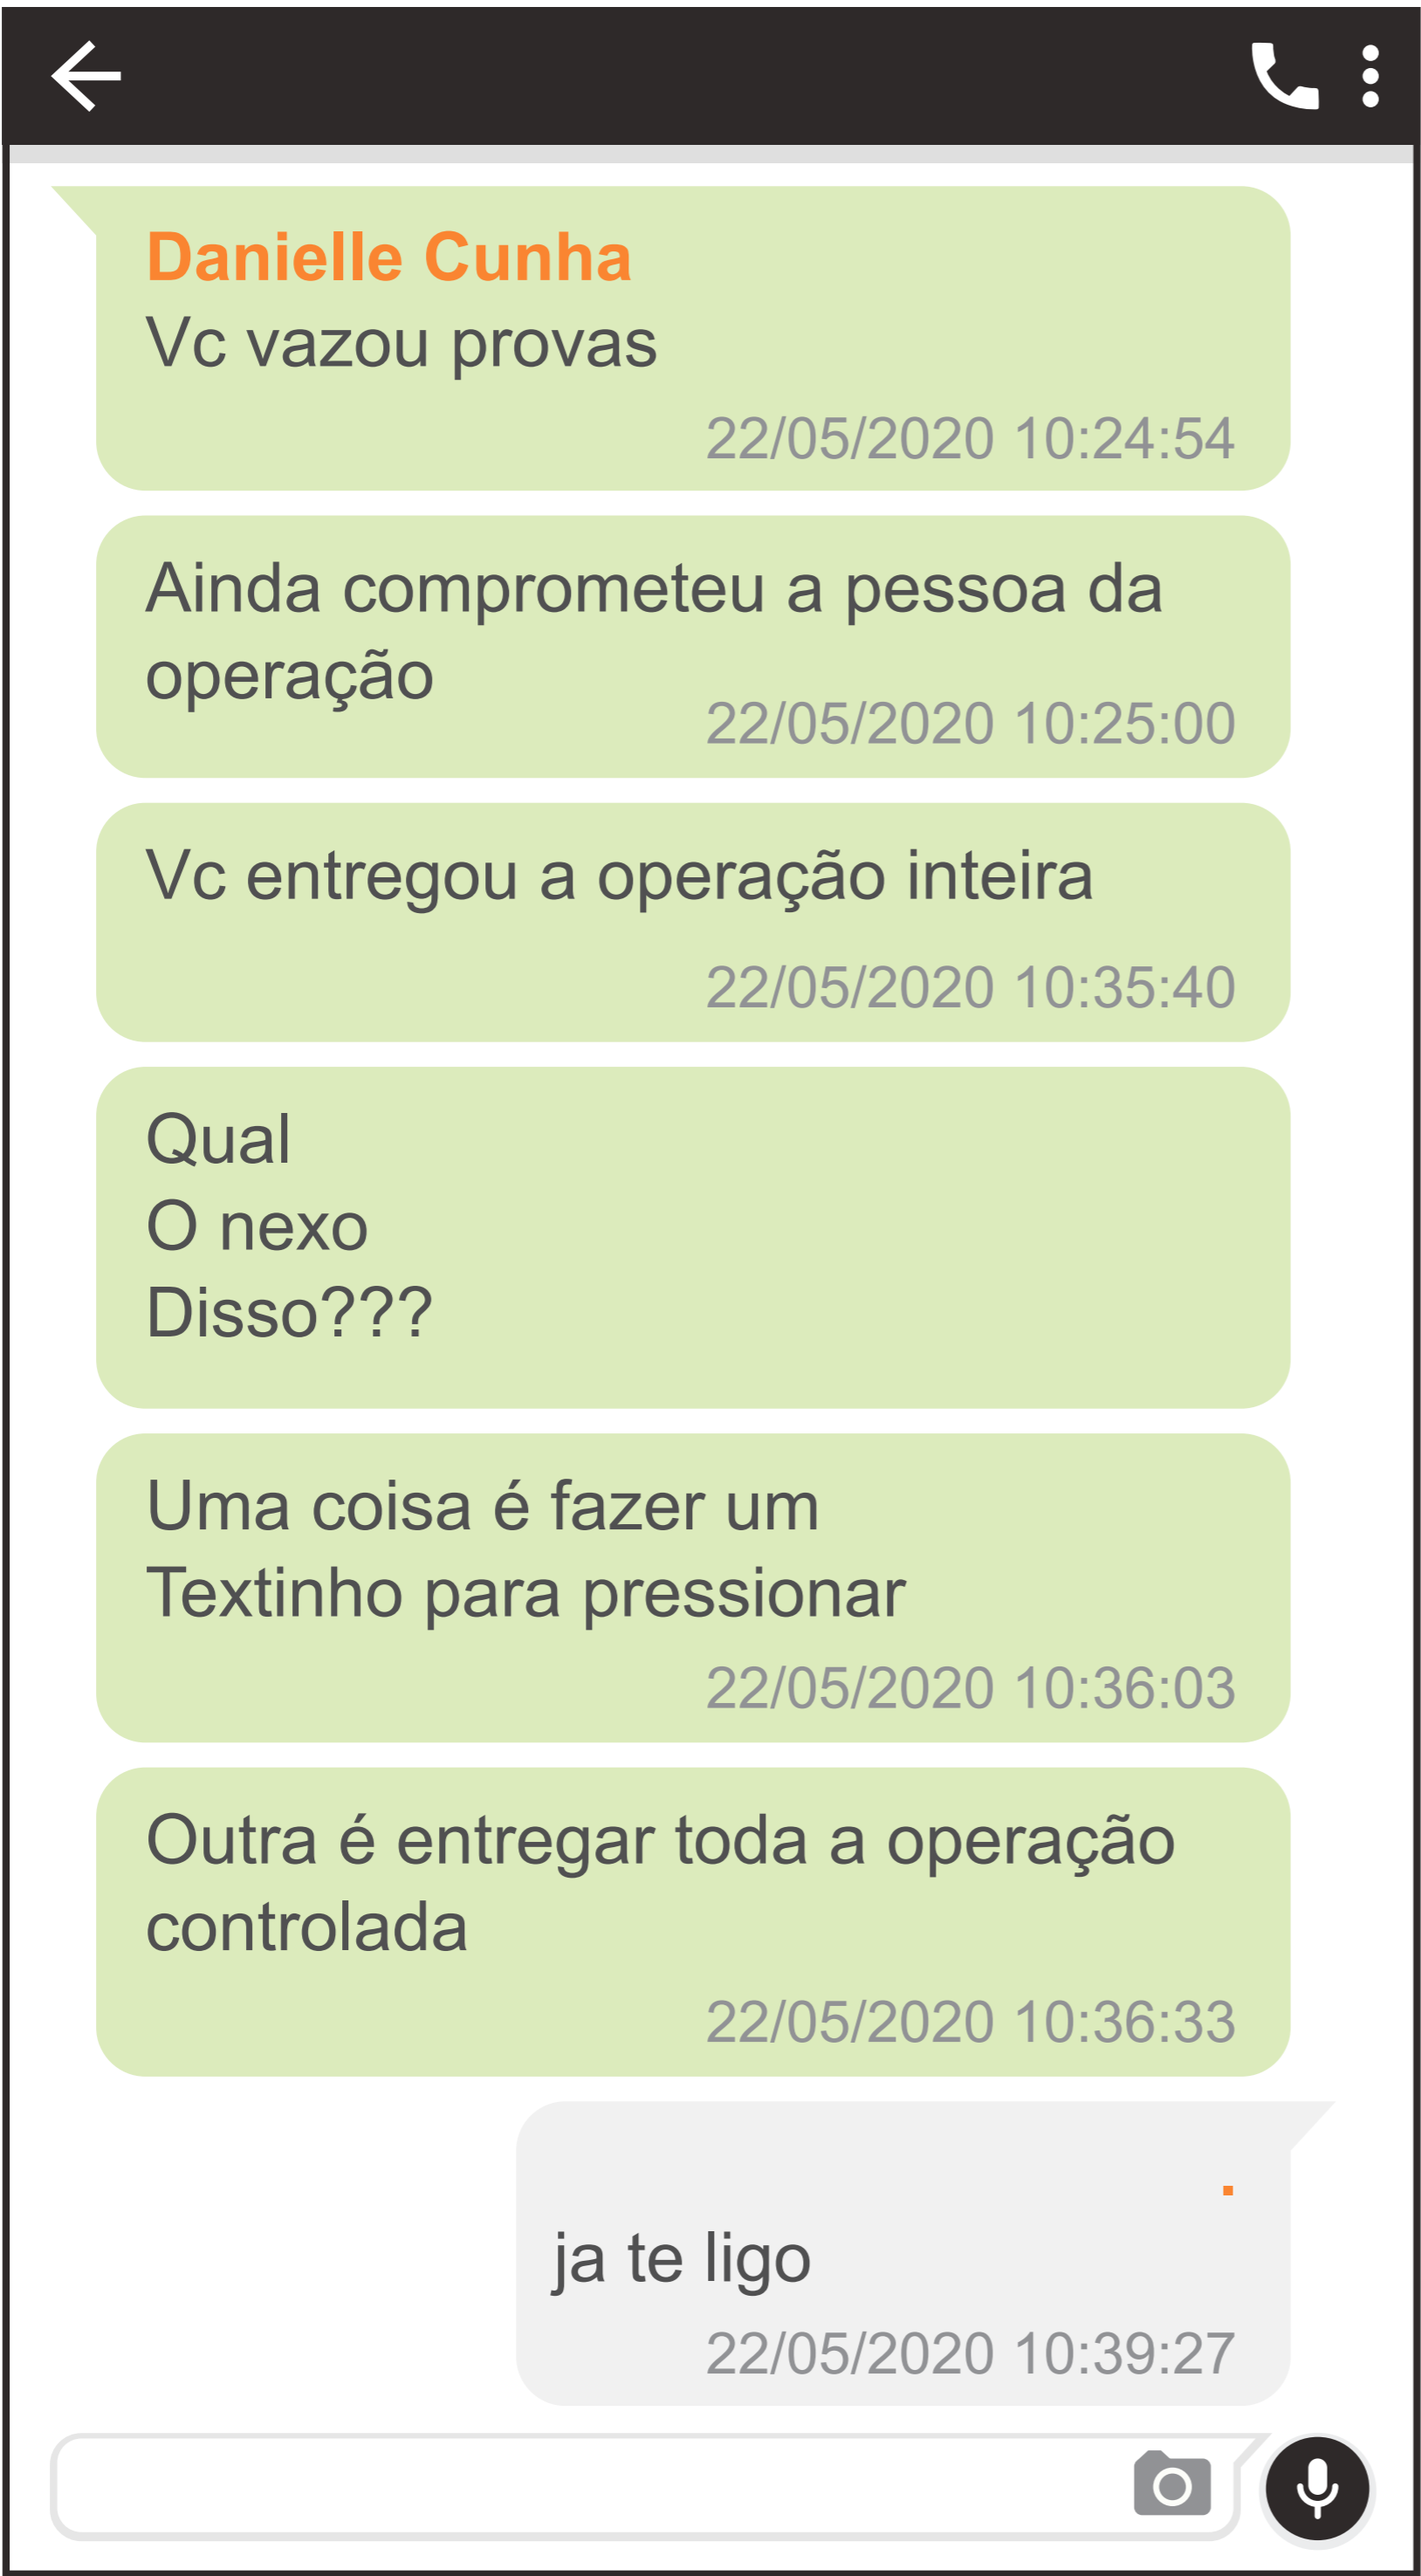 Danielle Cunha
Vc vazou provas
22/05/2020 10:24:54
Ainda comprometeu a pessoa da
operação
22/05/2020 10:25:00
Vc entregou a operação inteira
22/05/2020 10:35:40
Qual
O nexo
Disso???
Uma coisa é fazer um
Textinho para pressionar
22/05/2020 10:36:03
Outra é entregar toda a operação
controlada
22/05/2020 10:36:33
.
ja te ligo
22/05/2020 10:39:27